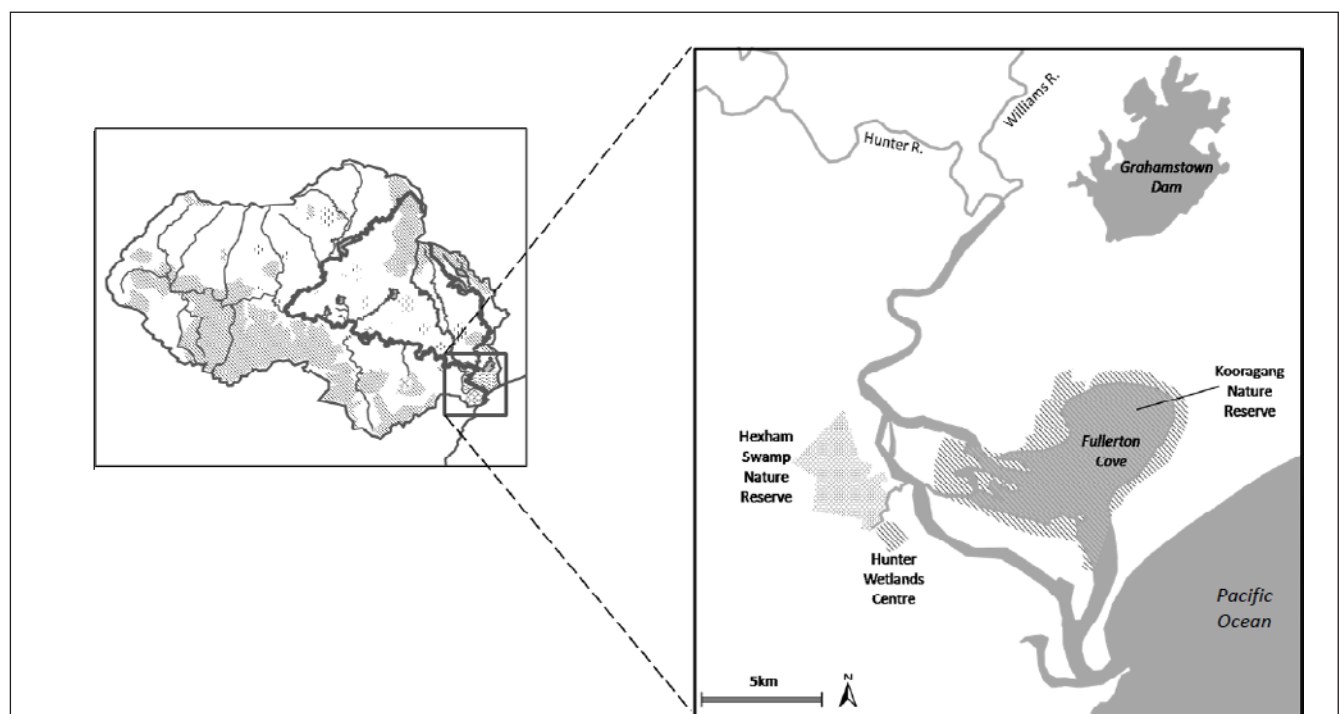 Williams R.
Hunter R.
Grahamstown
Dam
Kooragang
Nature
Reserve
Fullerton
Cove
Hexham
Swamp
Nature
Reserve
Hunter
Wetlands
Centre
Pacific
Ocean
5km
N